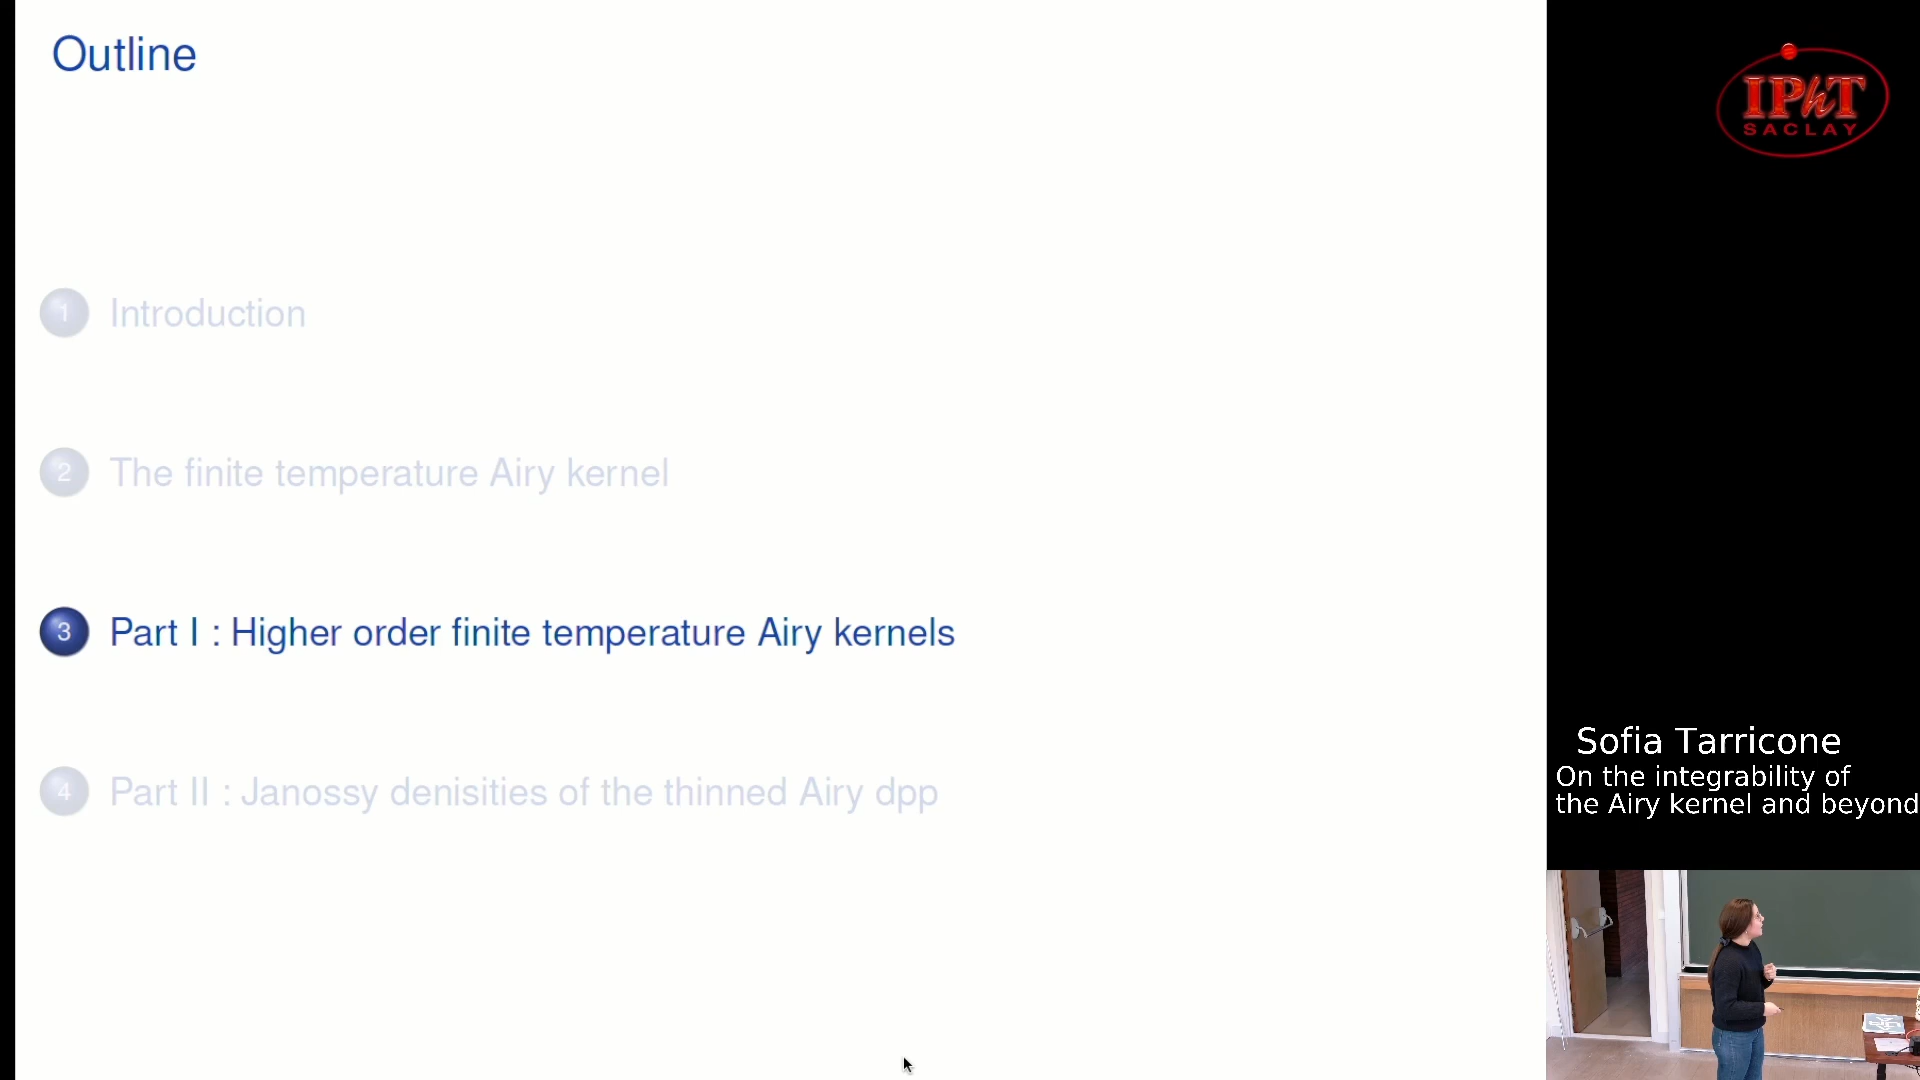 Outline
1 Introduction
2 The finite temperature Airy kernel
3 Part I : Higher order finite temperature Airy kernels
4 Part II : Janossy denisities of the thinned Airy dpp
IPhT
SACLAY
Sofia Tarricone
On the integrability of
the Airy kernel and beyond